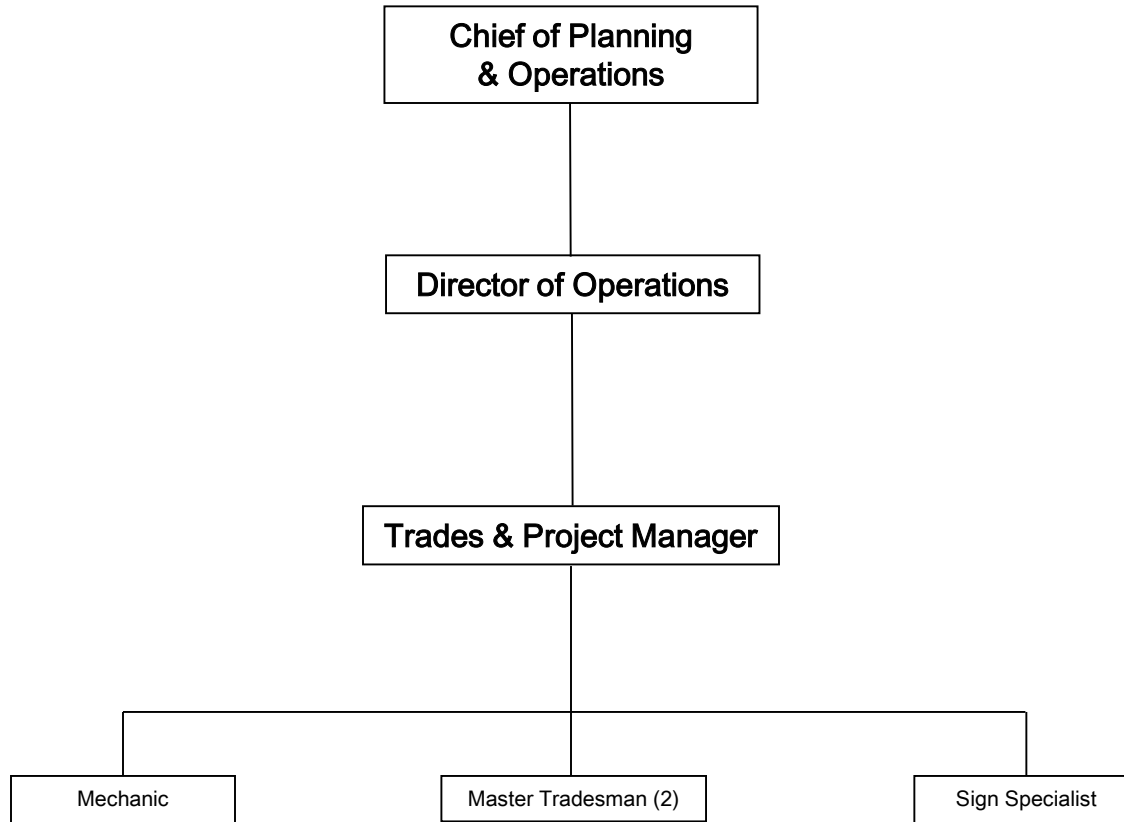 Chief of Planning
& Operations
Director of Operations
Trades & Project Manager
Mechanic
Master Tradesman (2)
Sign Specialist